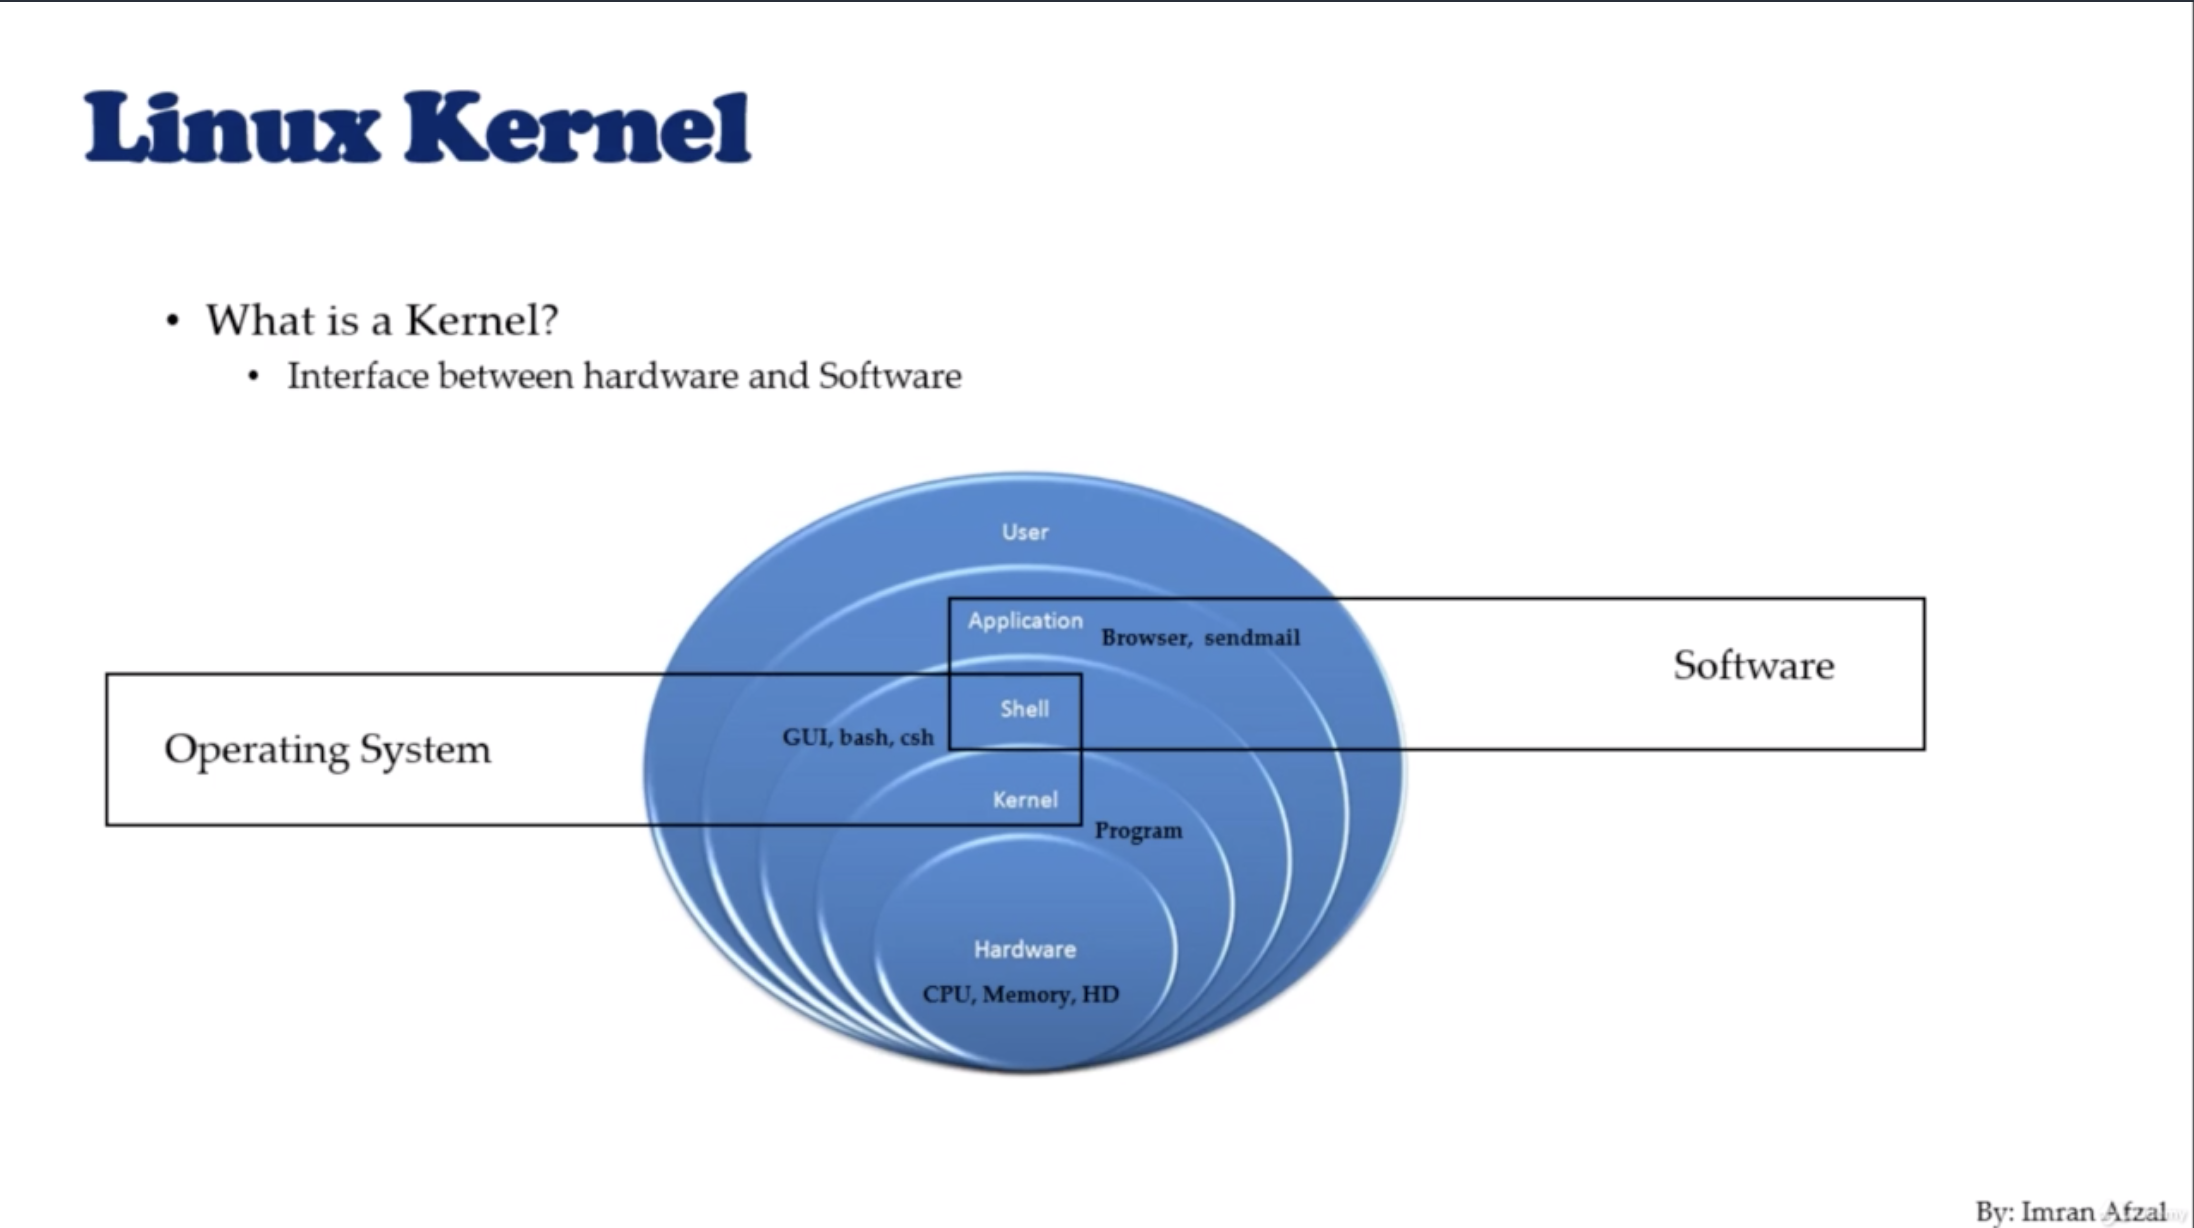 Linux Kernel
• What is a Kernel?
• Interface between hardware and Software
User
Application
Browser, sendmail
Software
Shell
GUI, bash, csh
Operating System
Kernel
Program
Hardware
CPU, Memory, HD
By: Imran Afzal